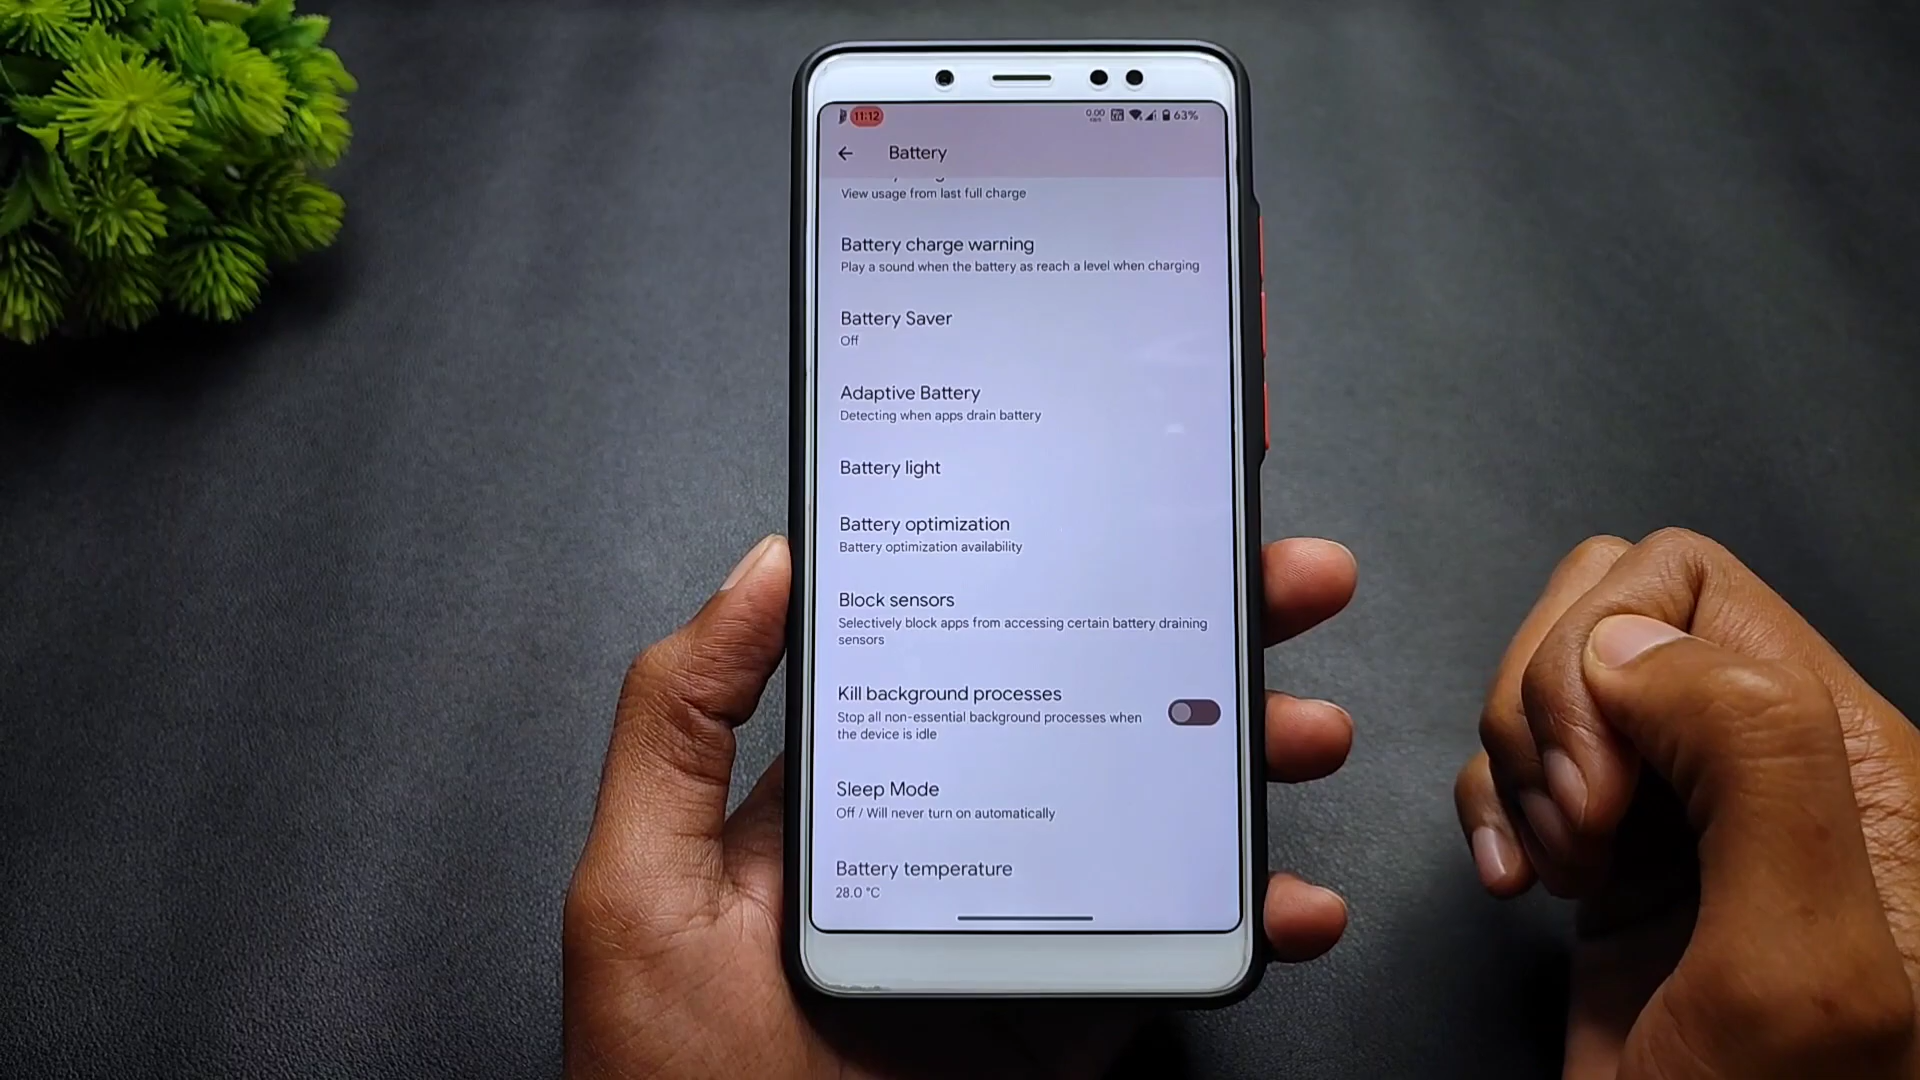 11:12
0.00
63%
Battery
View usage from last full charge
Battery charge warning
Play a sound when the battery as reach a level when charging
Battery Saver
Off
Adaptive Battery
Detecting when apps drain battery
Battery light
Battery optimization
Battery optimization availability
Block sensors
Selectively block apps from accessing certain battery draining
sensors
Kill background processes
Stop all non-essential background processes when
the device is idle
Sleep Mode
Off / Will never turn on automatically
Battery temperature
28.0 °C